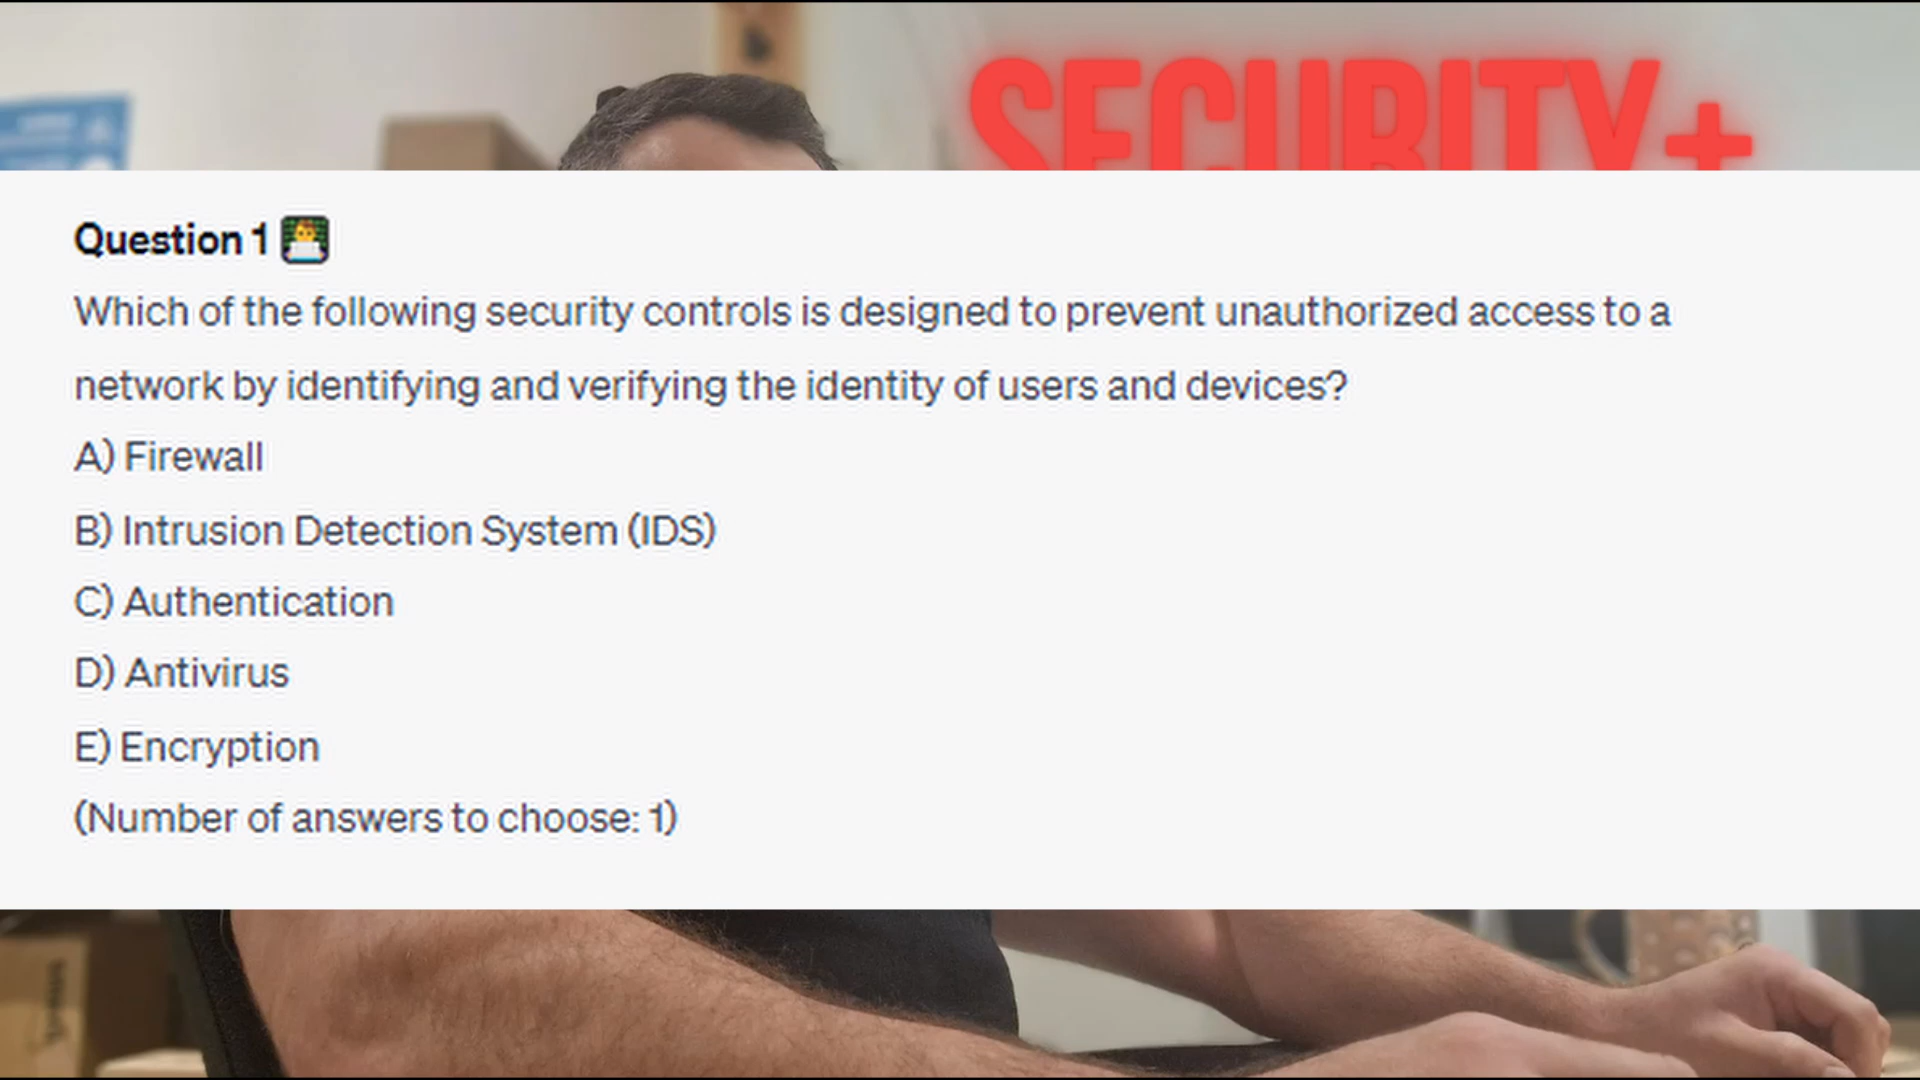 SECURITY+
Question 1
Which of the following security controls is designed to prevent unauthorized access to a
network by identifying and verifying the identity of users and devices?
A) Firewall
B) Intrusion Detection System (IDS)
C) Authentication
D) Antivirus
E) Encryption
(Number of answers to choose: 1)